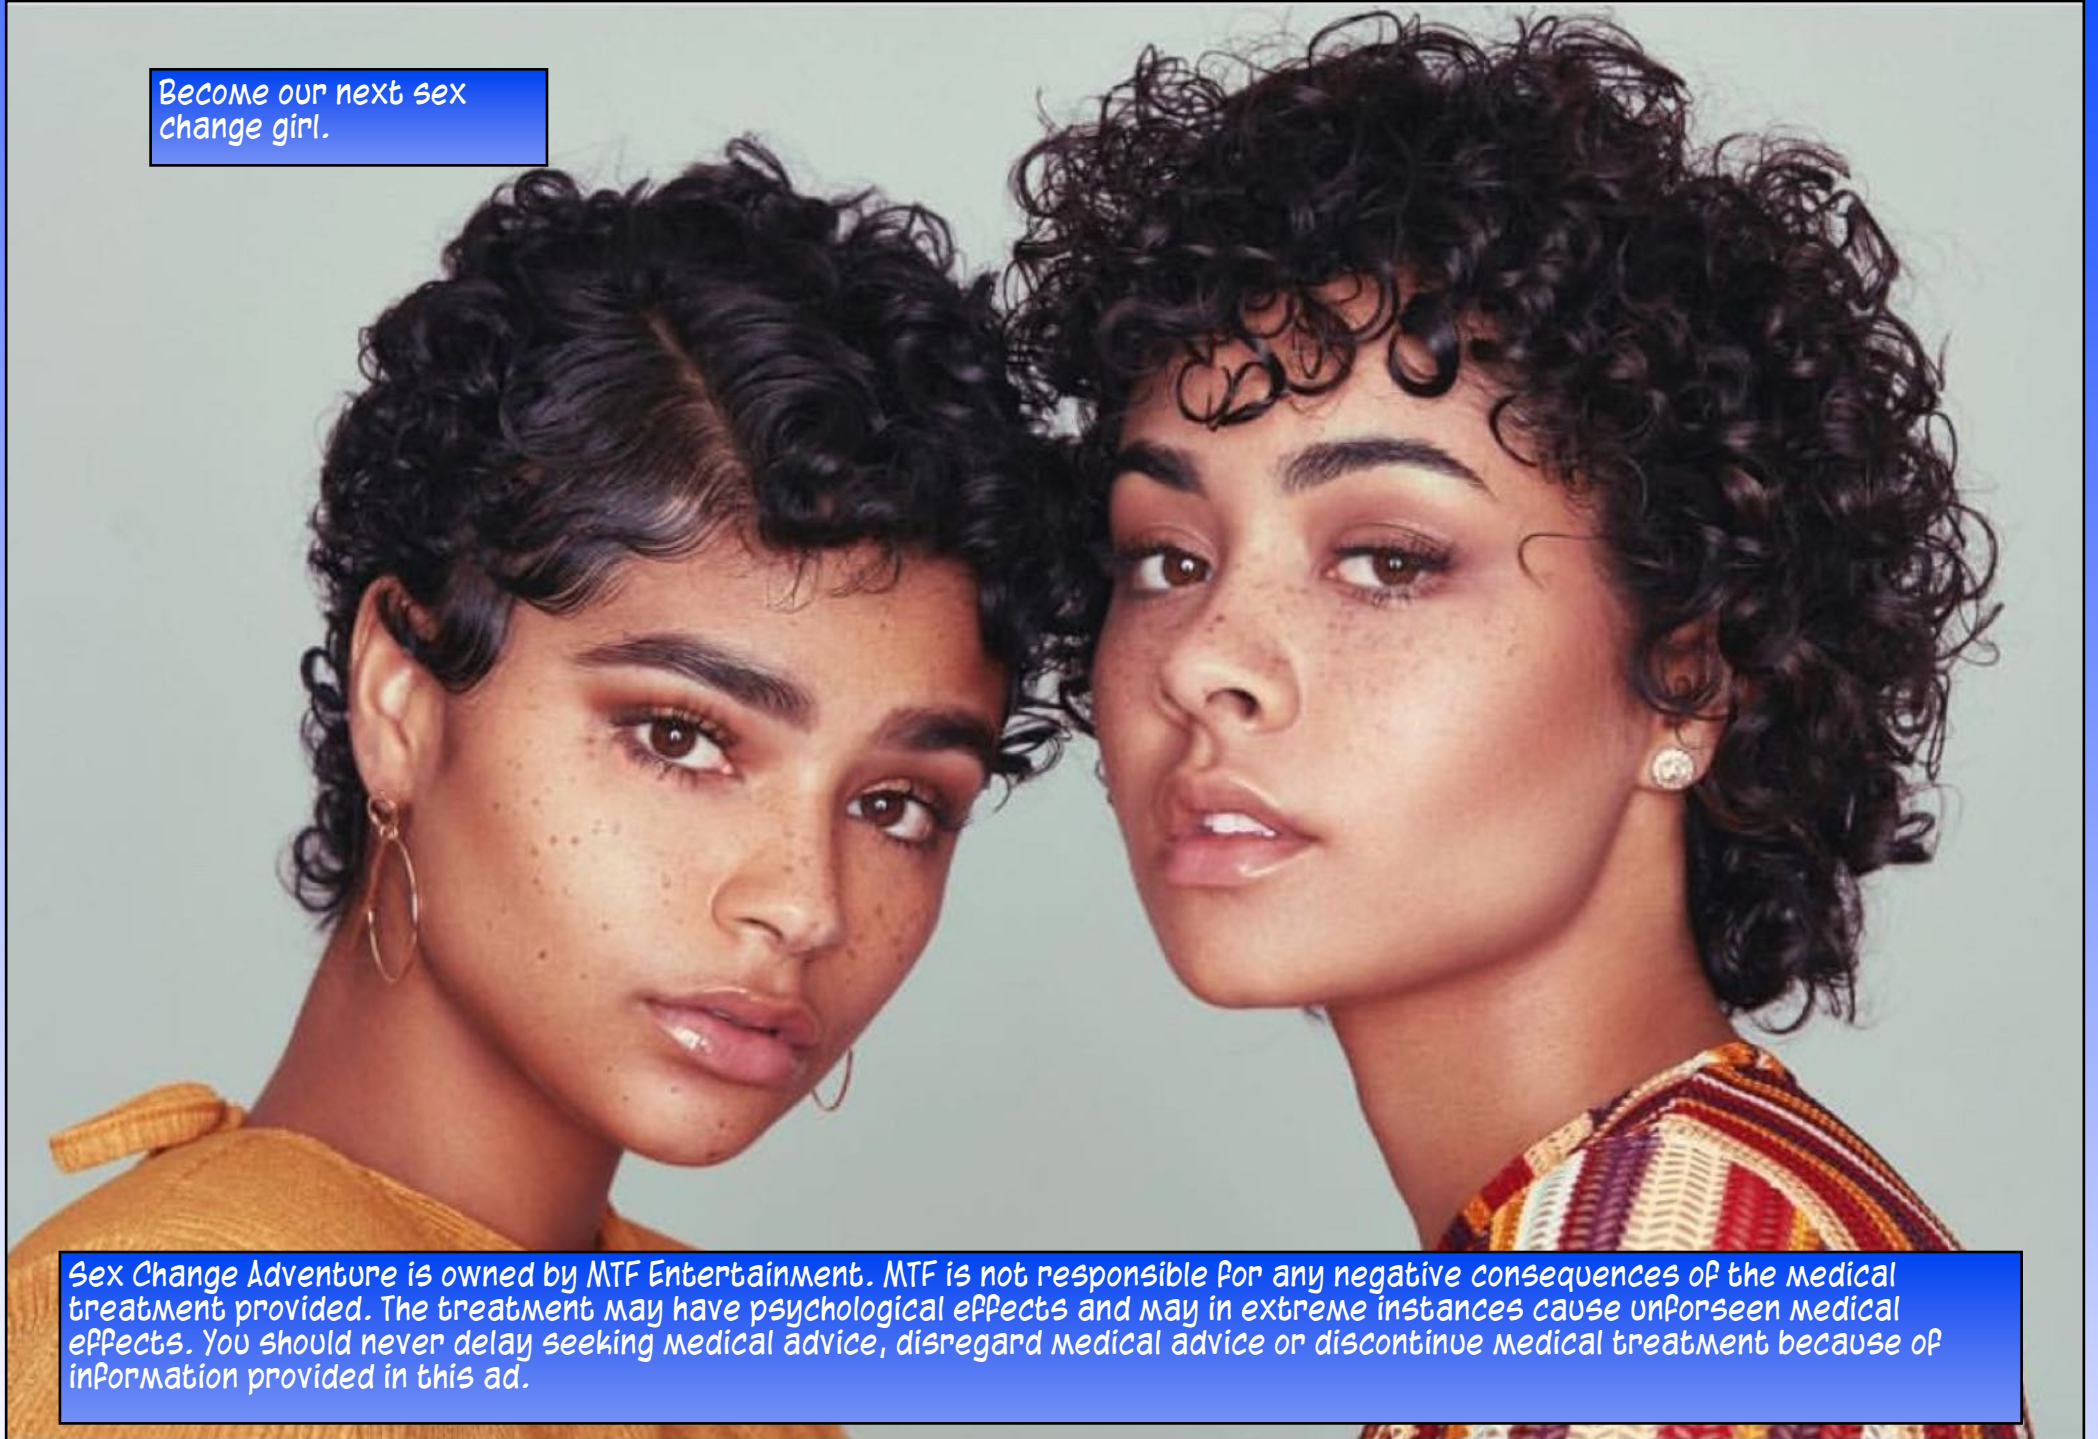 Become our next sex
change girl.
Sex Change Adventure is owned by MTF Entertainment. MTF is not responsible for any negative consequences of the medical
treatment provided. The treatment may have psychological effects and may in extreme instances cause unforseen medical
effects. You should never delay seeking medical advice, disregard medical advice or discontinue medical treatment because of
information provided in this ad.